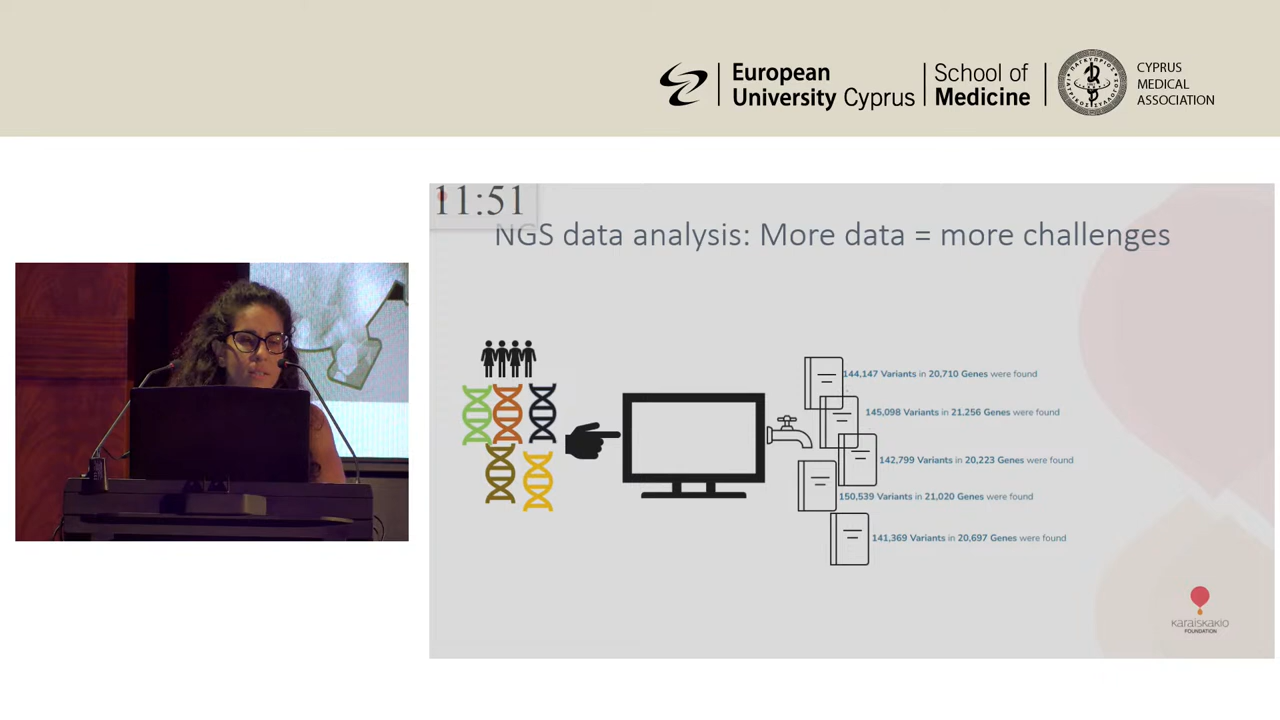 European
University Cyprus
School of
Medicine
CYPRUS
MEDICAL
ASSOCIATION
11:51
NGS data analysis: More data = more challenges
144,147 Variants in 20,710 Genes were found
145,098 Variants in 21,256 Genes were found
142,799 Variants in 20,223 Genes were found
150,539 Variants in 21,020 Genes were found
141,369 Variants in 20,697 Genes were found
karaiskakio
FOUNDATION